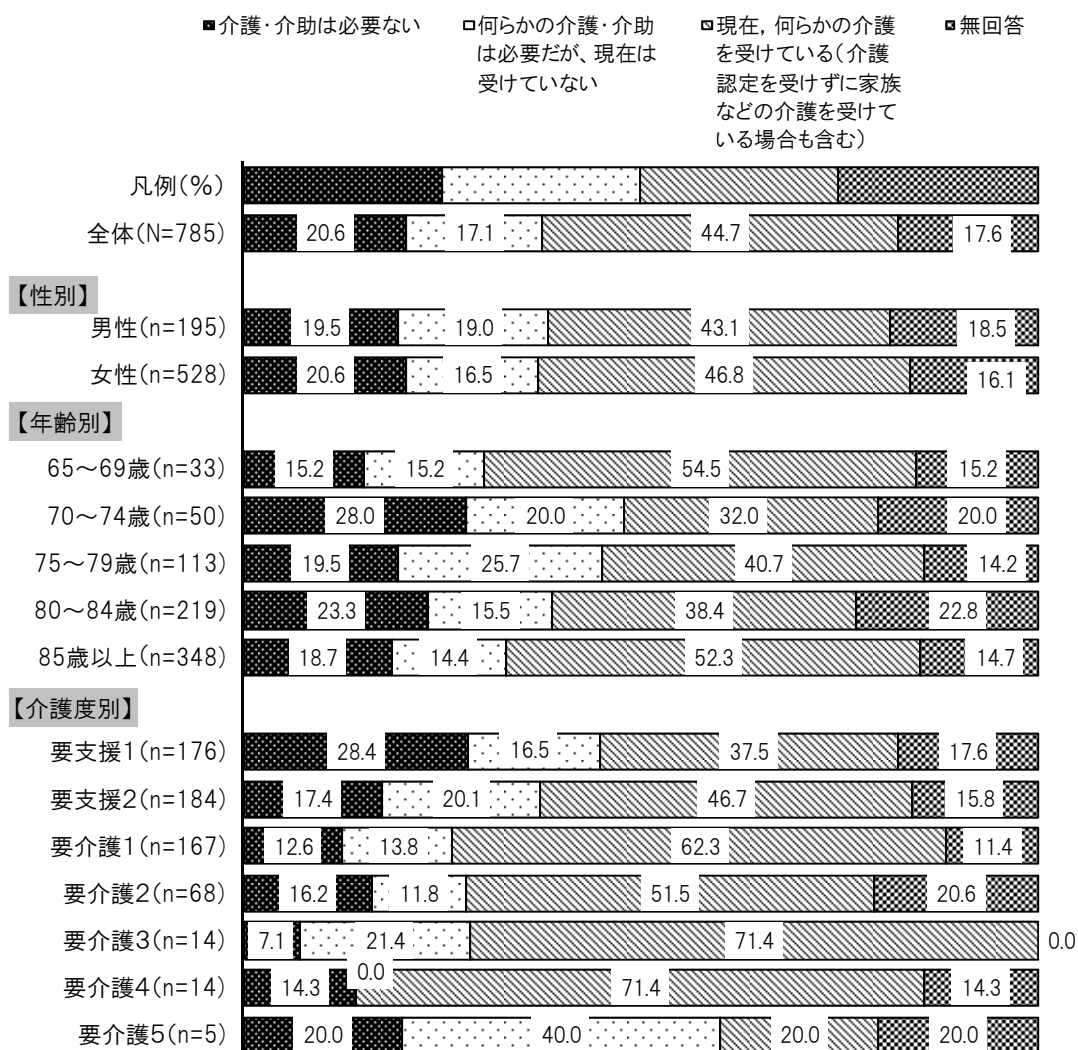 介護・介助は必要ない
何らかの介護・介助
は必要だが、現在は
受けていない
現在，何らかの介護
を受けている（介護
認定を受けずに家族
などの介護を受けて
いる場合も含む）
無回答
凡例(%)
全体(N=785) 20.6 17.1 44.7 17.6
【性別】
男性(n=195) 19.5 19.0 43.1 18.5
女性(n=528) 20.6 16.5 46.8 16.1
【年齢別】
65～69歳(n=33) 15.2 15.2 54.5 15.2
70～74歳(n=50) 28.0 20.0 32.0 20.0
75～79歳(n=113) 19.5 25.7 40.7 14.2
80～84歳(n=219) 23.3 15.5 38.4 22.8
85歳以上(n=348) 18.7 14.4 52.3 14.7
【介護度別】
要支援1(n=176) 28.4 16.5 37.5 17.6
要支援2(n=184) 17.4 20.1 46.7 15.8
要介護1(n=167) 12.6 13.8 62.3 11.4
要介護2(n=68) 16.2 11.8 51.5 20.6
要介護3(n=14) 7.1 21.4 71.4 0.0
要介護4(n=14) 14.3 0.0 71.4 14.3
要介護5(n=5) 20.0 40.0 20.0 20.0